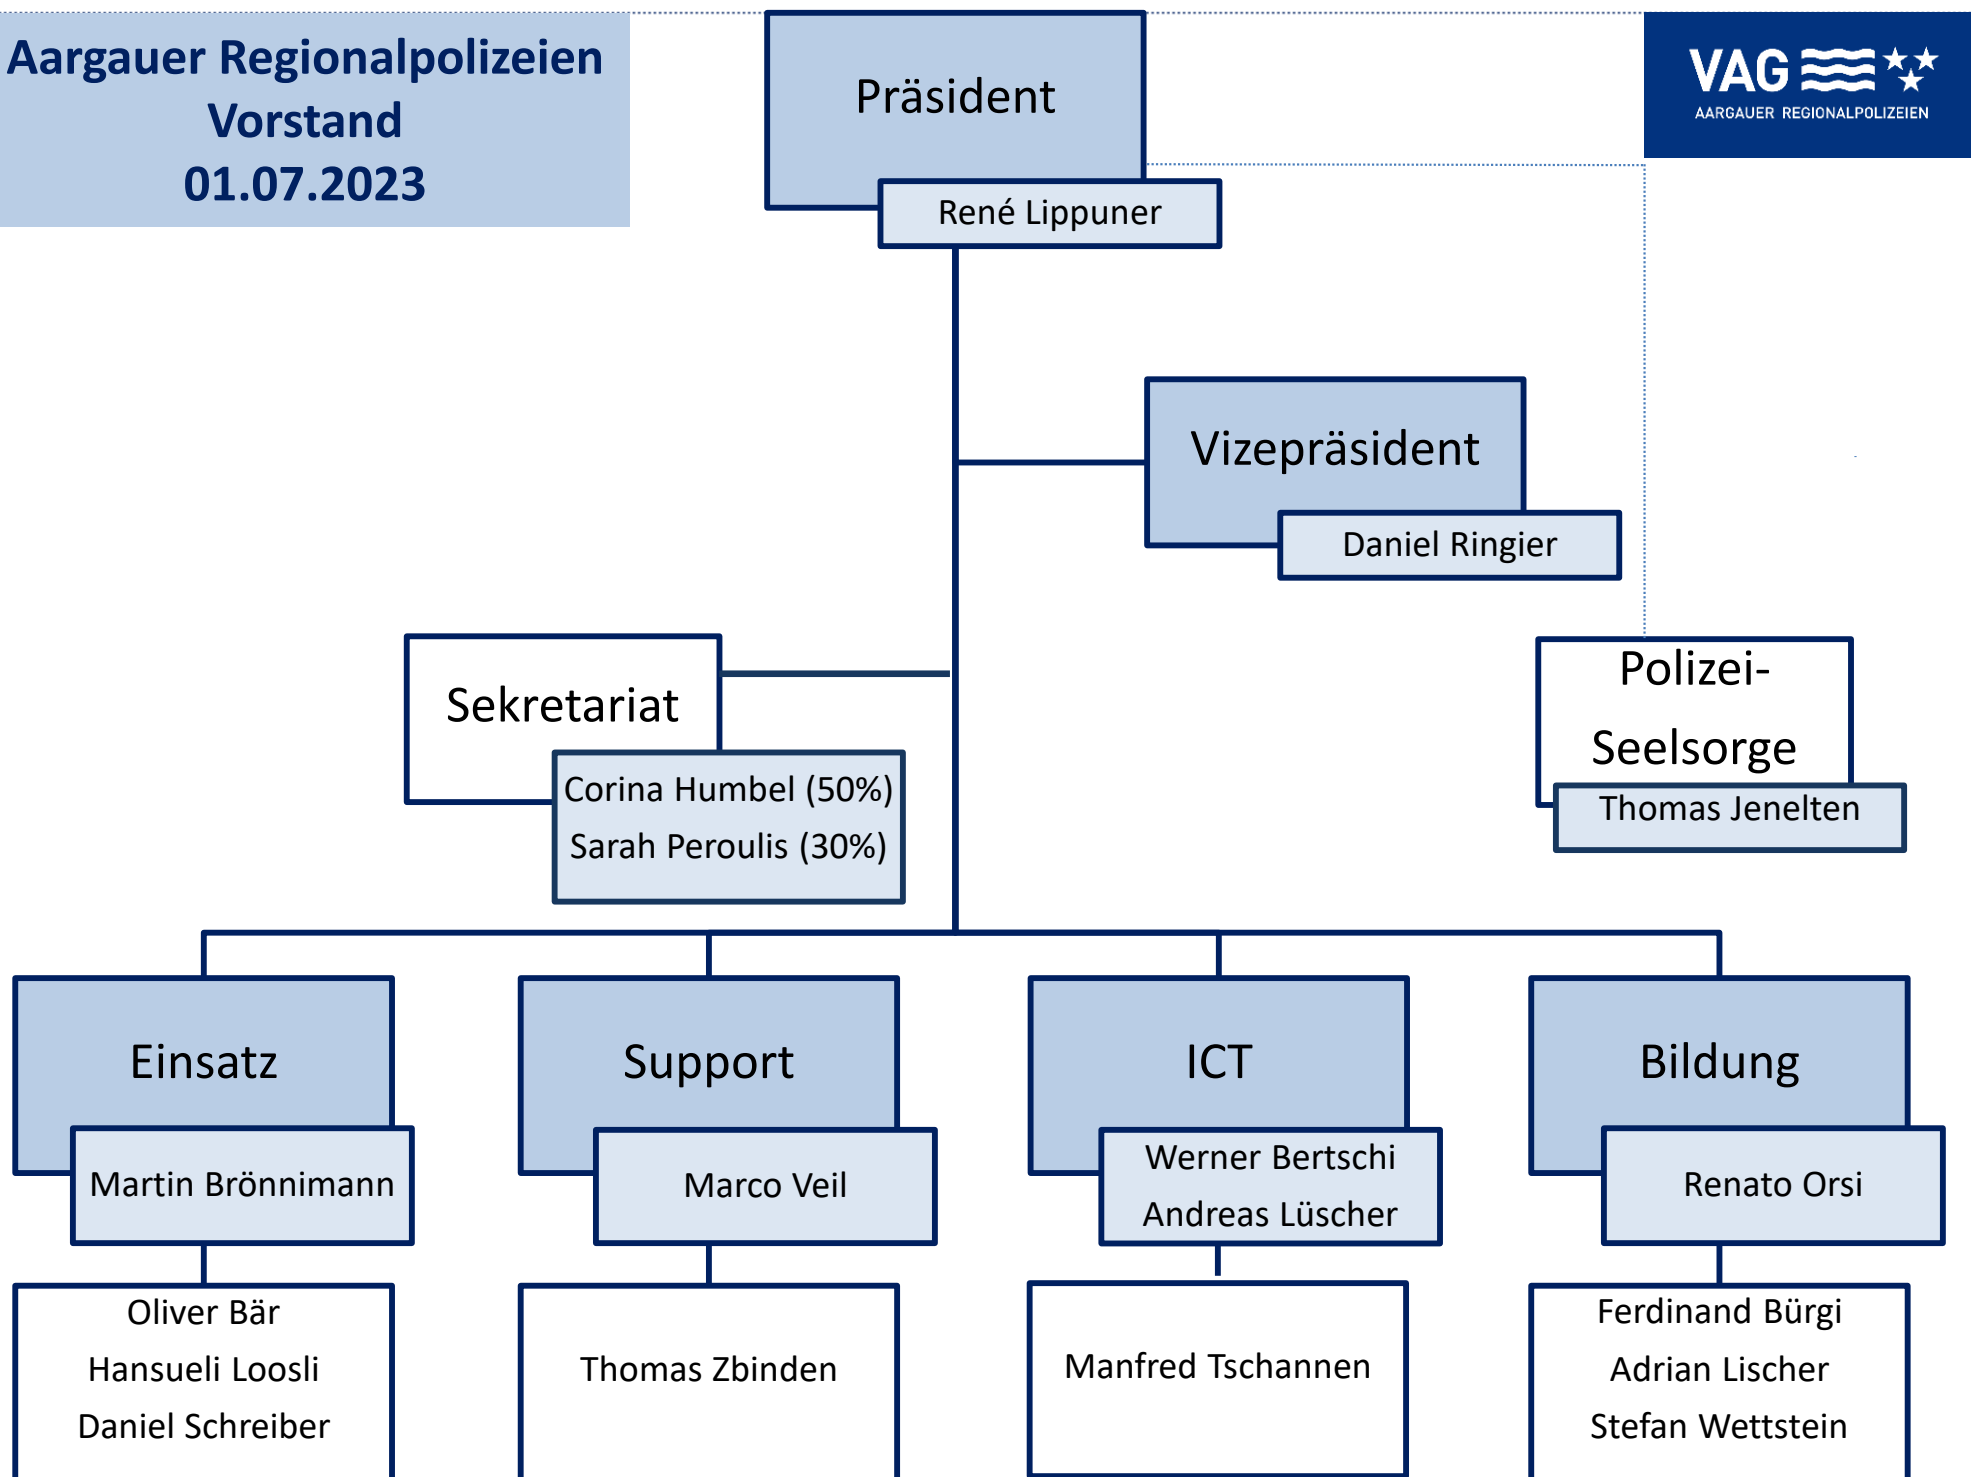 Aargauer Regionalpolizeien
Vorstand
01.07.2023
Präsident
René Lippuner
VAG
AARGAUER REGIONALPOLIZEIEN
Vizepräsident
Daniel Ringier
Sekretariat
Corina Humbel (50%)
Sarah Peroulis (30%)
Polizei-
Seelsorge
Thomas Jenelten
Einsatz
Martin Brönnimann
Oliver Bär
Hansueli Loosli
Daniel Schreiber
Support
Marco Veil
Thomas Zbinden
ICT
Werner Bertschi
Andreas Lüscher
Manfred Tschannen
Bildung
Renato Orsi
Ferdinand Bürgi
Adrian Lischer
Stefan Wettstein